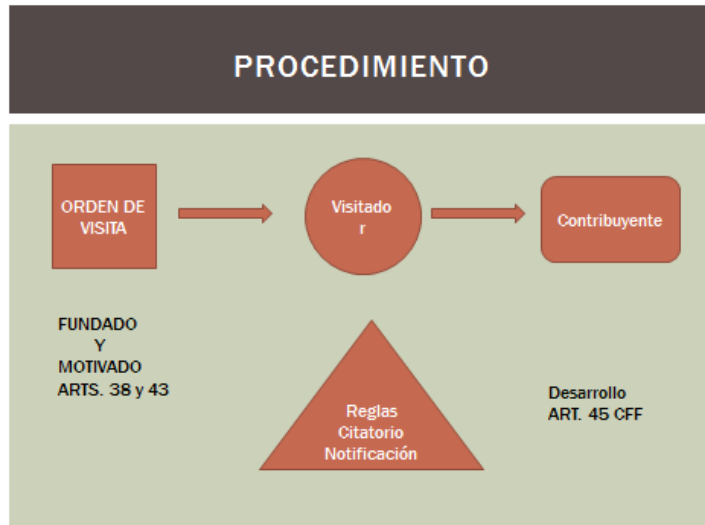 PROCEDIMIENTO
ORDEN DE
VISITA
Visitado
r
Contribuyente
FUNDADO
Y
MOTIVADO
ARTS. 38 y 43
Reglas
Citatorio
Notificación
Desarrollo
ART. 45 CFF